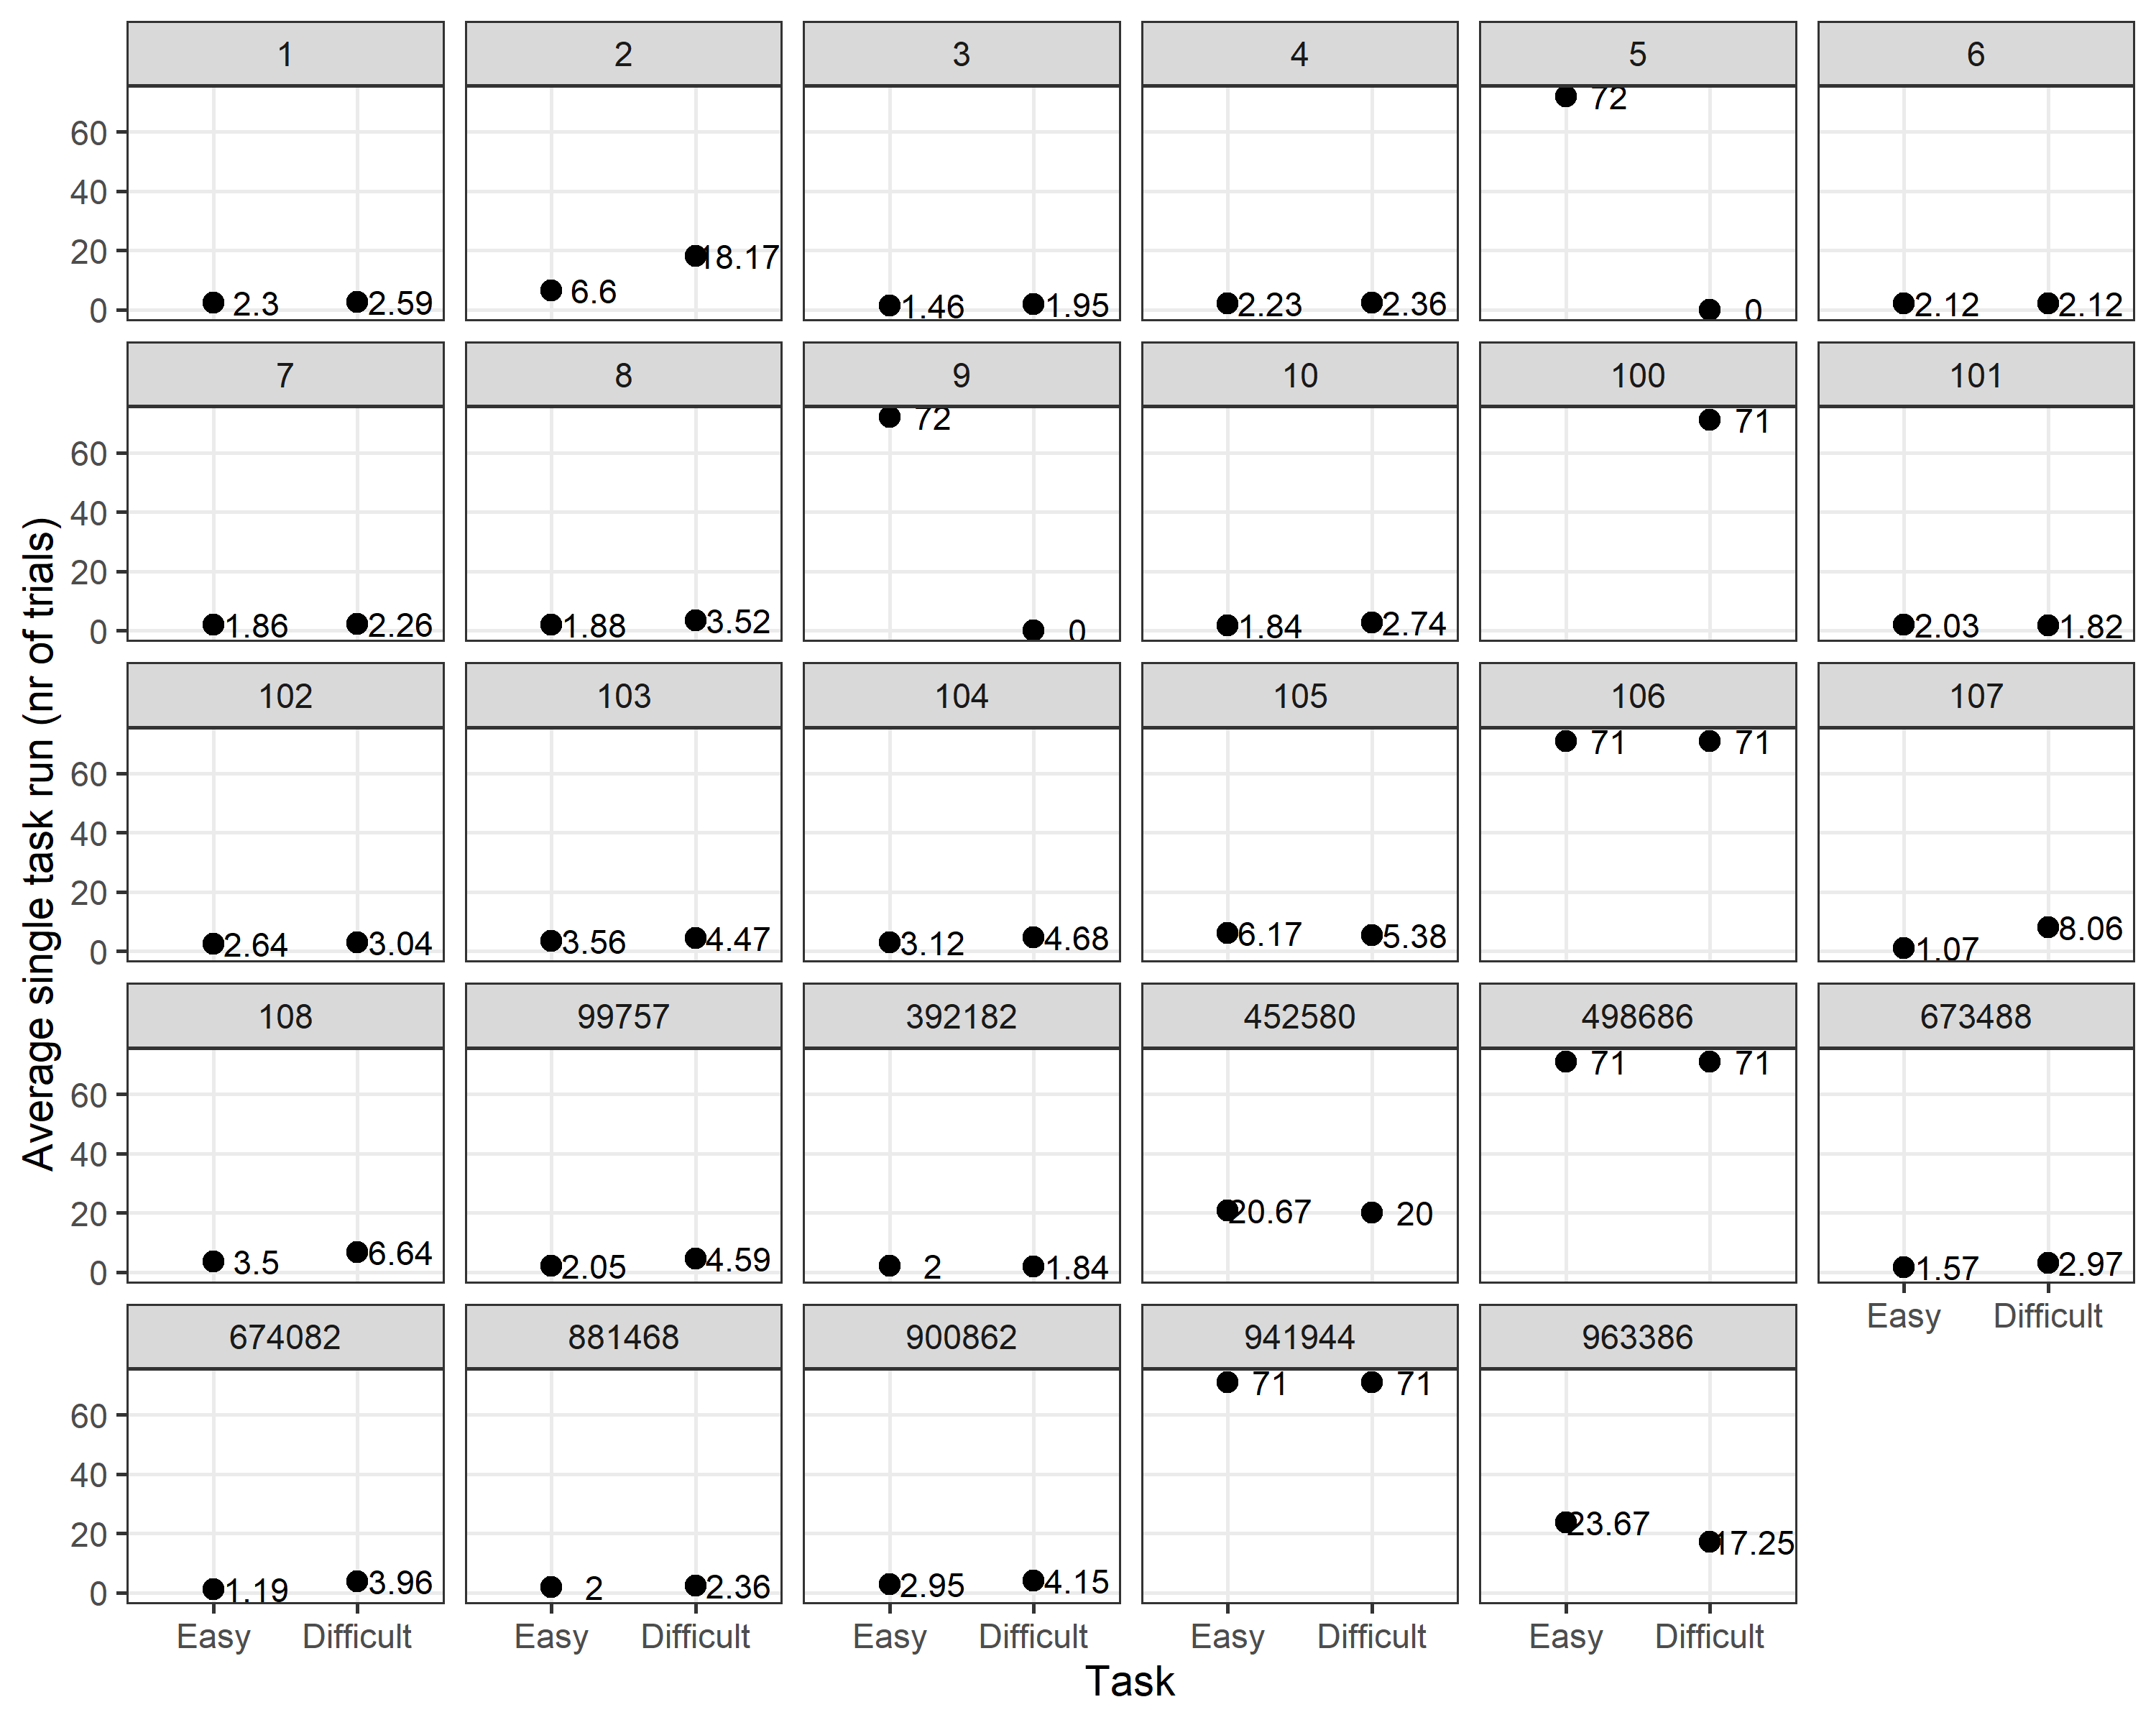 1 2 3 4 5 6
72
60
40
20 18.17
6.6
0 2.3 2.59 1.46 1.95 2.23 2.36 0 2.12 2.12
7 8 9 10 100 101
72 71
60
40
20
0 1.86 2.26 1.88 3.52 0 1.84 2.74 2.03 1.82
102 103 104 105 106 107
71 71
60
40
20
0 2.64 3.04 3.56 4.47 3.12 4.68 6.17 5.38 1.07 8.06
108 99757 392182 452580 498686 673488
71 71
60
40
20 20.67 20
0 3.5 6.64 2.05 4.59 2 1.84 1.57 2.97
Easy Difficult
674082 881468 900862 941944 963386
71 71
60
40
20 23.67 17.25
0 1.19 3.96 2 2.36 2.95 4.15
Easy Difficult Easy Difficult Easy Difficult Easy Difficult Easy Difficult
Task
Average single task run (nr of trials)